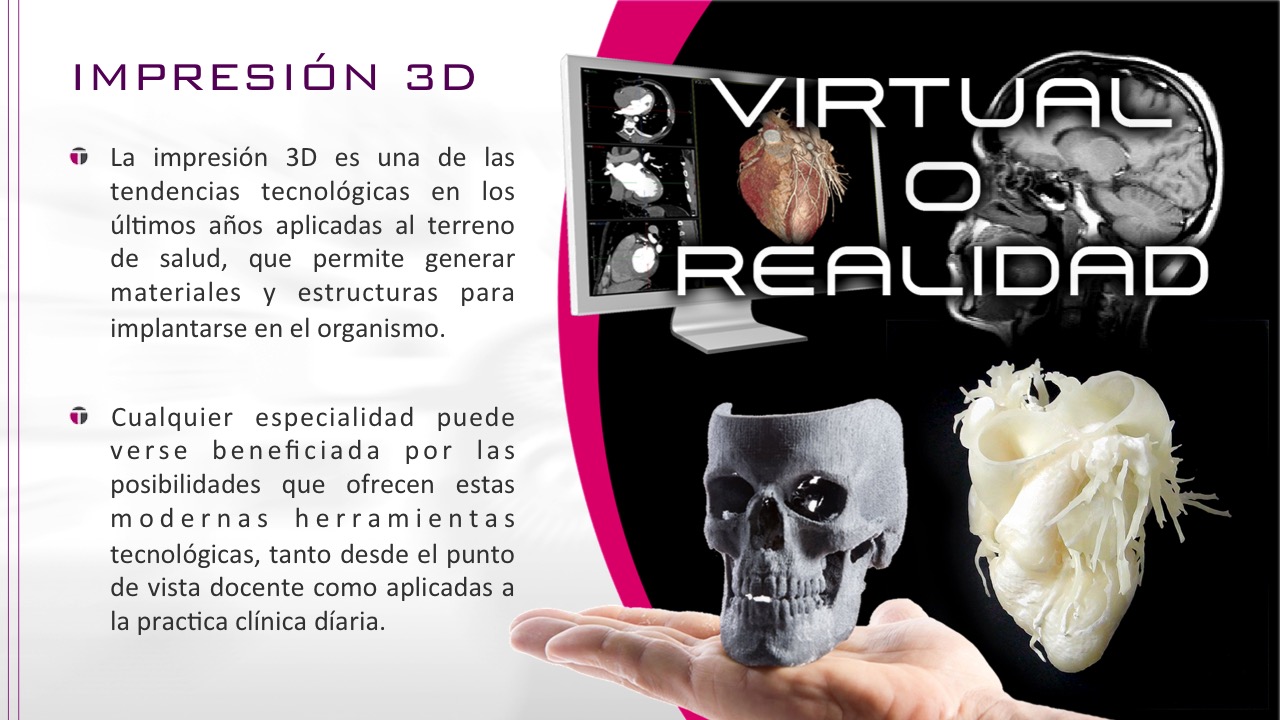 IMPRESIÓN 3D
La impresión 3D es una de las
tendencias tecnológicas en los
últimos años aplicadas al terreno
de salud, que permite generar
materiales y estructuras para
implantarse en el organismo.
Cualquier especialidad puede
verse beneficiada por las
posibilidades que ofrecen estas
modernas herramientas
tecnológicas, tanto desde el punto
de vista docente como aplicadas a
la practica clínica díaria.
VIRTUAL
O
REALIDAD